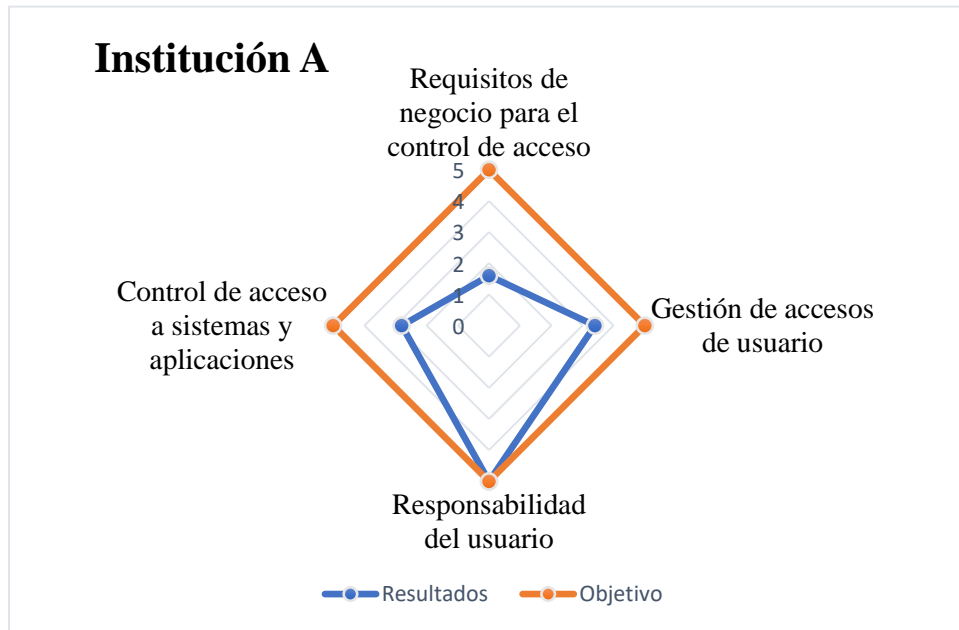 Institución A
Requisitos de
negocio para el
control de acceso
5
4
3
2
1
0
Control de acceso
a sistemas y
aplicaciones
Gestión de accesos
de usuario
Responsabilidad
del usuario
Resultados
Objetivo